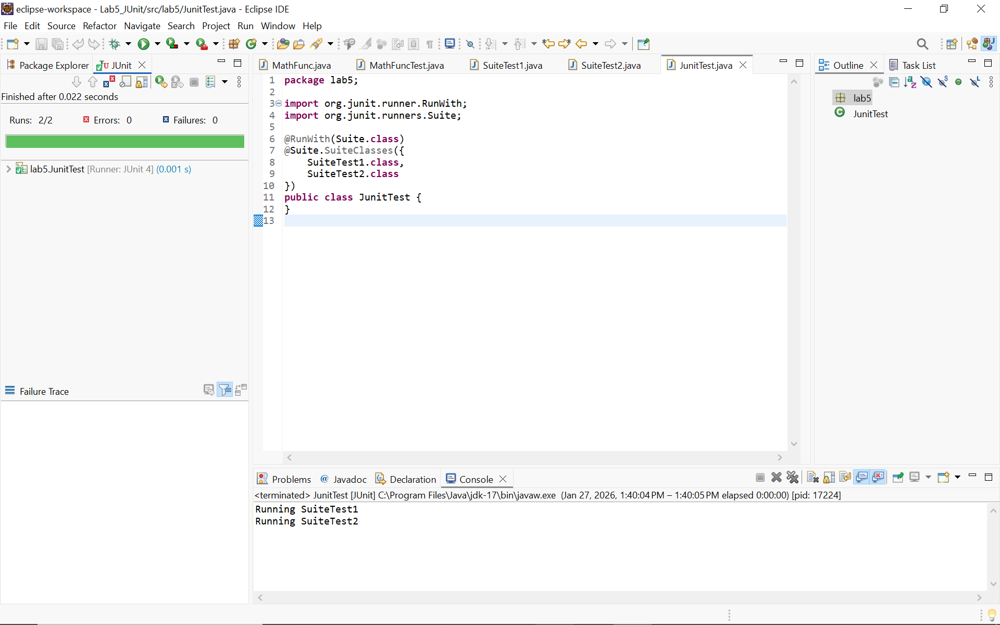 eclipse-workspace - Lab5_JUnit/src/lab5/JunitTest.java - Eclipse IDE
File Edit Source Refactor Navigate Search Project Run Window Help
Package Explorer JUnit
Finished after 0.022 seconds
Runs: 2/2 Errors: 0 Failures: 0
lab5.JunitTest [Runner: JUnit 4] (0.001 s)
Failure Trace
MathFunc.java MathFuncTest.java SuiteTest1.java SuiteTest2.java JunitTest.java
1 package lab5;
2
3 import org.junit.runner.RunWith;
4 import org.junit.runners.Suite;
5
6 @RunWith(Suite.class)
7 @Suite.SuiteClasses({
8 SuiteTest1.class,
9 SuiteTest2.class
10 })
11 public class JunitTest {
12 }
13
Outline Task List
lab5
JunitTest
Problems Javadoc Declaration Console
<terminated> JunitTest [JUnit] C:\Program Files\Java\jdk-17\bin\javaw.exe (Jan 27, 2026, 1:40:04 PM – 1:40:05 PM elapsed 0:00:00) [pid: 17224]
Running SuiteTest1
Running SuiteTest2